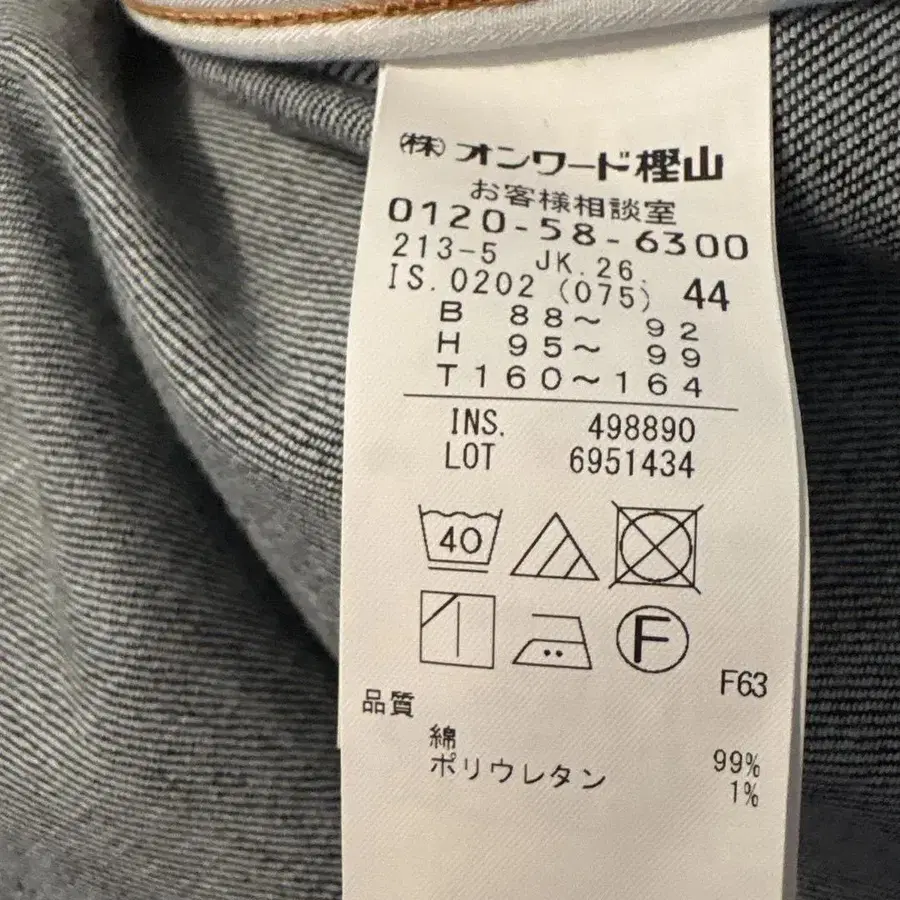 ㈱ オンワード樫山
お客様相談室
0120-58-6300
213-5 JK.26.
IS.0202 (075) 44
B 88～ 92
H 95～ 99
T 160～164
INS. 498890
LOT 6951434
40
F
F63
品質
綿 99%
ポリウレタン 1%